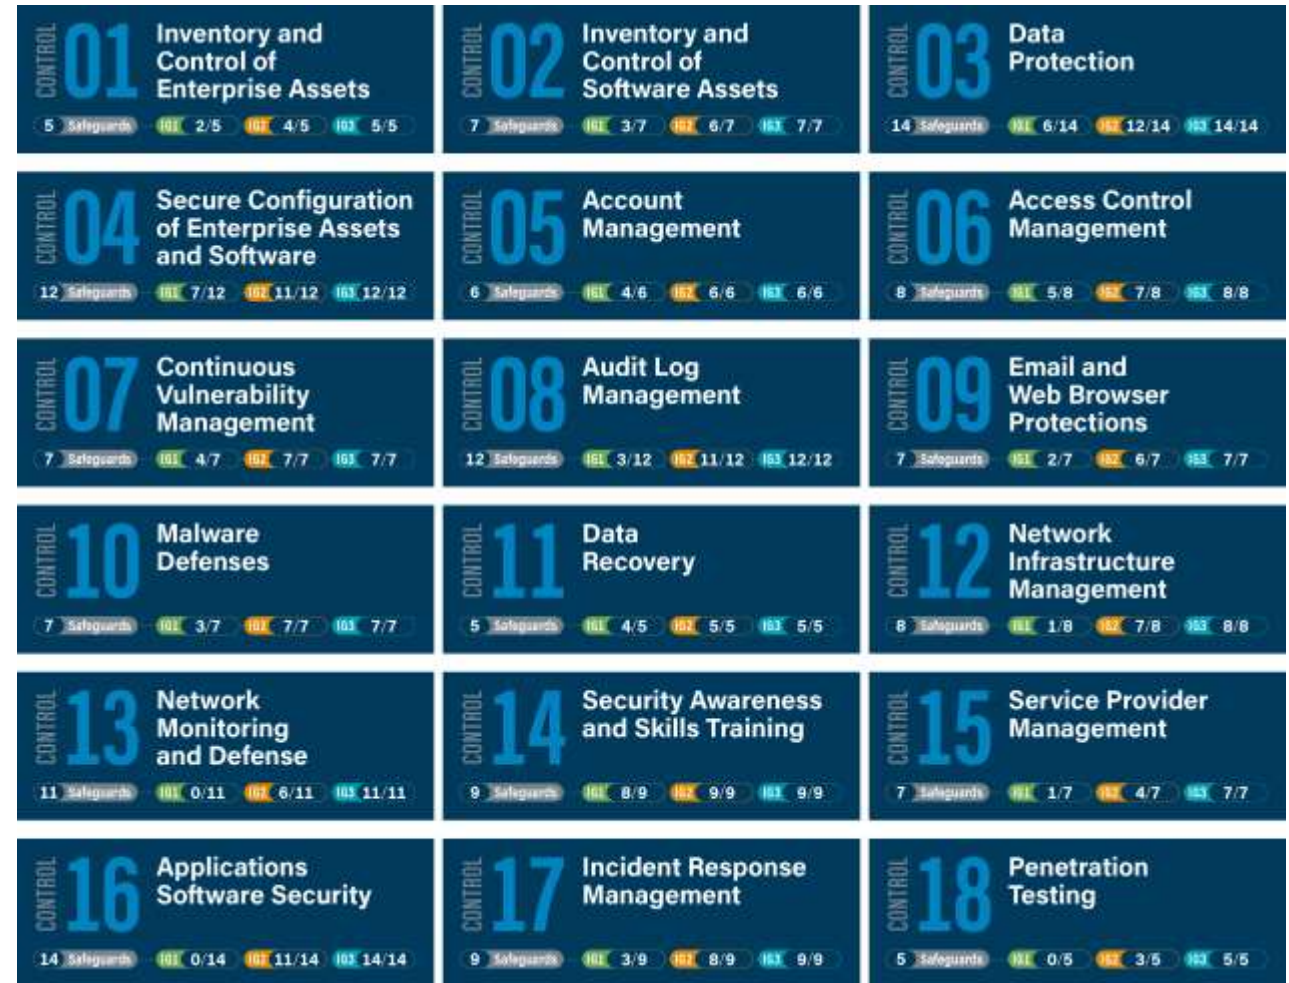 CONTROL 01 Inventory and
Control of
Enterprise Assets
5 Safeguards IG1 2/5 IG2 4/5 IG3 5/5
CONTROL 02 Inventory and
Control of
Software Assets
7 Safeguards IG1 3/7 IG2 6/7 IG3 7/7
CONTROL 03 Data
Protection
14 Safeguards IG1 6/14 IG2 12/14 IG3 14/14
CONTROL 04 Secure Configuration
of Enterprise Assets
and Software
12 Safeguards IG1 7/12 IG2 11/12 IG3 12/12
CONTROL 05 Account
Management
6 Safeguards IG1 4/6 IG2 6/6 IG3 6/6
CONTROL 06 Access Control
Management
8 Safeguards IG1 5/8 IG2 7/8 IG3 8/8
CONTROL 07 Continuous
Vulnerability
Management
7 Safeguards IG1 4/7 IG2 7/7 IG3 7/7
CONTROL 08 Audit Log
Management
12 Safeguards IG1 3/12 IG2 11/12 IG3 12/12
CONTROL 09 Email and
Web Browser
Protections
7 Safeguards IG1 2/7 IG2 6/7 IG3 7/7
CONTROL 10 Malware
Defenses
7 Safeguards IG1 3/7 IG2 7/7 IG3 7/7
CONTROL 11 Data
Recovery
5 Safeguards IG1 4/5 IG2 5/5 IG3 5/5
CONTROL 12 Network
Infrastructure
Management
8 Safeguards IG1 1/8 IG2 7/8 IG3 8/8
CONTROL 13 Network
Monitoring
and Defense
11 Safeguards IG1 0/11 IG2 6/11 IG3 11/11
CONTROL 14 Security Awareness
and Skills Training
9 Safeguards IG1 8/9 IG2 9/9 IG3 9/9
CONTROL 15 Service Provider
Management
7 Safeguards IG1 1/7 IG2 4/7 IG3 7/7
CONTROL 16 Applications
Software Security
14 Safeguards IG1 0/14 IG2 11/14 IG3 14/14
CONTROL 17 Incident Response
Management
9 Safeguards IG1 3/9 IG2 8/9 IG3 9/9
CONTROL 18 Penetration
Testing
5 Safeguards IG1 0/5 IG2 3/5 IG3 5/5